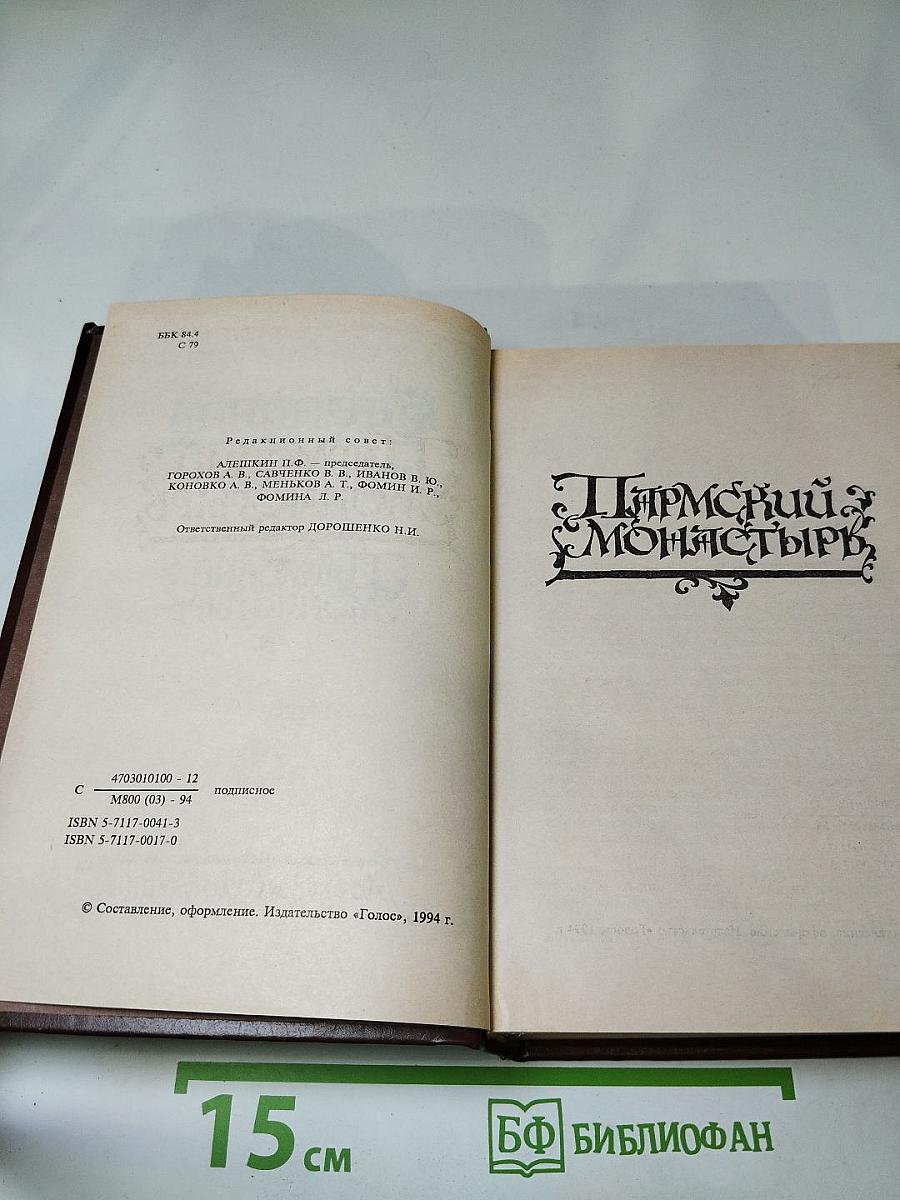 ББК 84.4
С 79
Редакционный совет:
АЛЕШКИН П.Ф. — председатель,
ГОРОХОВ А. В., САВЧЕНКО В. В., ИВАНОВ В. Ю.,
КОНОВКО А. В., МЕНЬКОВ А. Т., ФОМИН И. Р.,
ФОМИНА Л. Р.
Ответственный редактор ДОРОШЕНКО Н.И.
С 4703010100 - 12 подписное
М800 (03) - 94
ISBN 5-7117-0041-3
ISBN 5-7117-0017-0
© Составление, оформление. Издательство «Голос», 1994 г.
ПАРМСКИЙ
МОНАСТЫРЬ
15 см
БФ БИБЛИОФАН